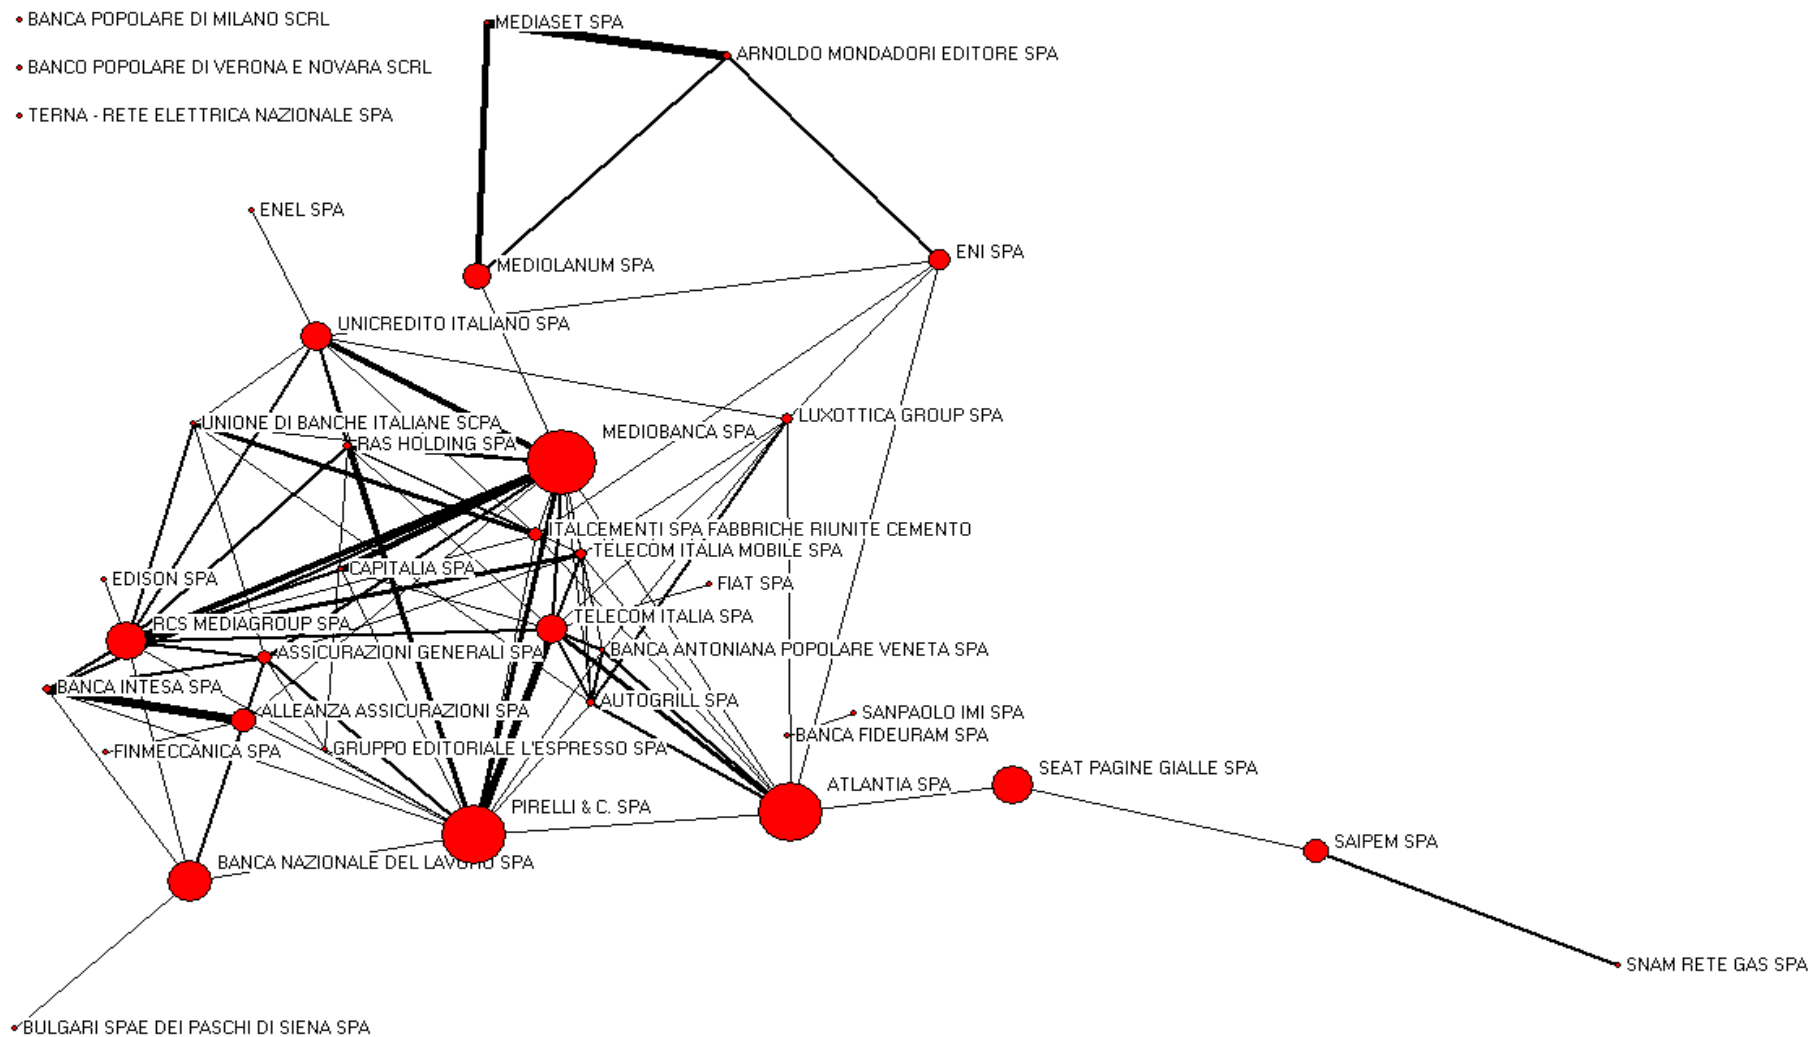 BANCA POPOLARE DI MILANO SCRL
MEDIASET SPA
ARNOLDO MONDADORI EDITORE SPA
BANCO POPOLARE DI VERONA E NOVARA SCRL
TERNA - RETE ELETTRICA NAZIONALE SPA
ENEL SPA
ENI SPA
MEDIOLANUM SPA
UNICREDITO ITALIANO SPA
LUXOTTICA GROUP SPA
UNIONE DI BANCHE ITALIANE SCPA
MEDIOBANCA SPA
RAS HOLDING SPA
ITALCEMENTI SPA FABBRICHE RIUNITE CEMENTO
TELECOM ITALIA MOBILE SPA
CAPITALIA SPA
EDISON SPA
FIAT SPA
TELECOM ITALIA SPA
RCS MEDIAGROUP SPA
BANCA ANTONIANA POPOLARE VENETA SPA
ASSICURAZIONI GENERALI SPA
BANCA INTESA SPA
AUTOGRILL SPA
ALLEANZA ASSICURAZIONI SPA
SANPAOLO IMI SPA
BANCA FIDEURAM SPA
GRUPPO EDITORIALE L'ESPRESSO SPA
FINMECCANICA SPA
SEAT PAGINE GIALLE SPA
ATLANTIA SPA
PIRELLI & C. SPA
SAIPEM SPA
BANCA NAZIONALE DEL LAVORO SPA
SNAM RETE GAS SPA
BULGARI SPAE DEI PASCHI DI SIENA SPA